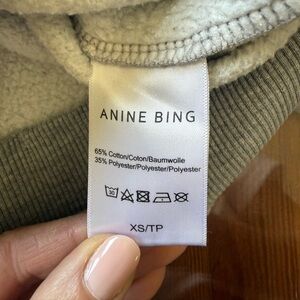 ANINE BING
65% Cotton/Coton/Baumwolle
35% Polyester/Polyester/Polyester
XS/TP